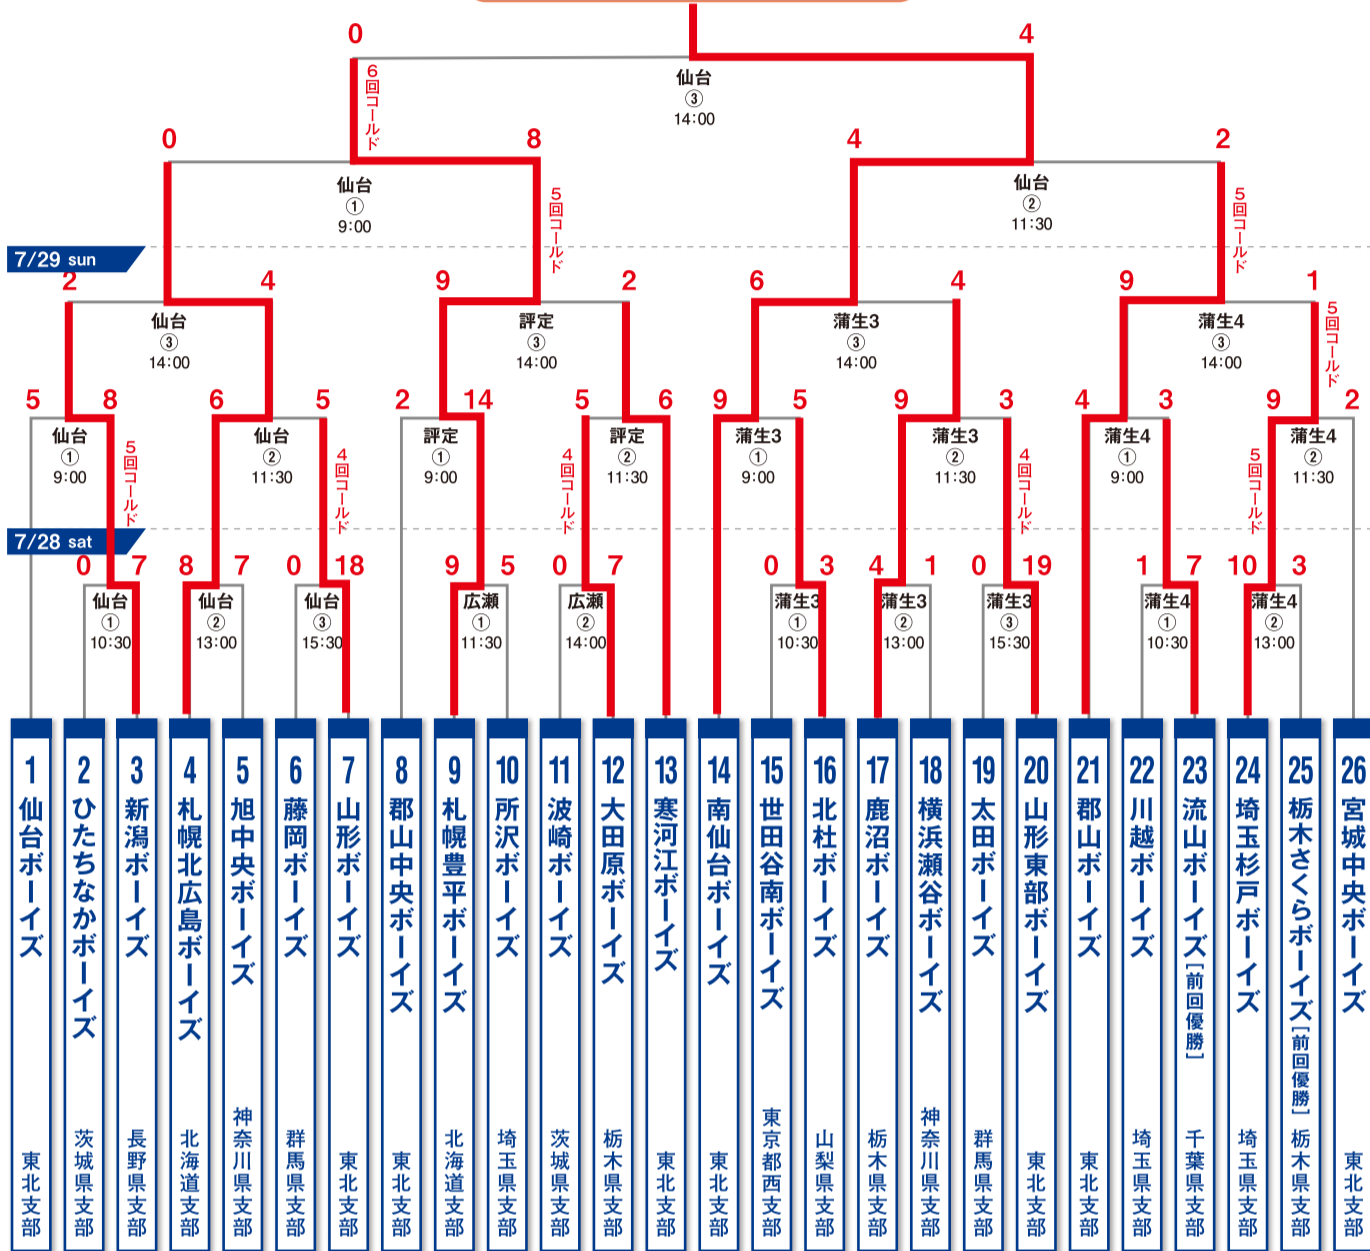 0
4
6回コールド
仙台
③
14:00
0
8
4
2
仙台
①
9:00
5回コールド
仙台
②
11:30
5回コールド
7/29 sun
2
4
9
2
6
4
9
1
仙台
③
14:00
評定
③
14:00
蒲生3
③
14:00
蒲生4
③
14:00
5回コールド
5
8
6
5
2
14
5
6
9
5
9
3
4
3
9
2
仙台
①
9:00
5回コールド
仙台
②
11:30
4回コールド
評定
①
9:00
4回コールド
評定
②
11:30
蒲生3
①
9:00
蒲生3
②
11:30
4回コールド
蒲生4
①
9:00
5回コールド
蒲生4
②
11:30
7/28 sat
0
7
8
7
0
18
9
5
0
7
0
3
4
1
0
19
1
7
10
3
仙台
①
10:30
仙台
②
13:00
仙台
③
15:30
広瀬
①
11:30
広瀬
②
14:00
蒲生3
①
10:30
蒲生3
②
13:00
蒲生3
③
15:30
蒲生4
①
10:30
蒲生4
②
13:00
1 仙台ボーイズ 東北支部
2 ひたちなかボーイズ 茨城県支部
3 新潟ボーイズ 長野県支部
4 札幌北広島ボーイズ 北海道支部
5 旭中央ボーイズ 神奈川県支部
6 藤岡ボーイズ 群馬県支部
7 山形ボーイズ 東北支部
8 郡山中央ボーイズ 東北支部
9 札幌豊平ボーイズ 北海道支部
10 所沢ボーイズ 埼玉県支部
11 波崎ボーイズ 茨城県支部
12 大田原ボーイズ 栃木県支部
13 寒河江ボーイズ 東北支部
14 南仙台ボーイズ 東北支部
15 世田谷南ボーイズ 東京都西支部
16 北杜ボーイズ 山梨県支部
17 鹿沼ボーイズ 栃木県支部
18 横浜瀬谷ボーイズ 神奈川県支部
19 太田ボーイズ 群馬県支部
20 山形東部ボーイズ 東北支部
21 郡山ボーイズ 東北支部
22 川越ボーイズ 埼玉県支部
23 流山ボーイズ[前回優勝] 千葉県支部
24 埼玉杉戸ボーイズ 埼玉県支部
25 栃木さくらボーイズ[前回優勝] 栃木県支部
26 宮城中央ボーイズ 東北支部